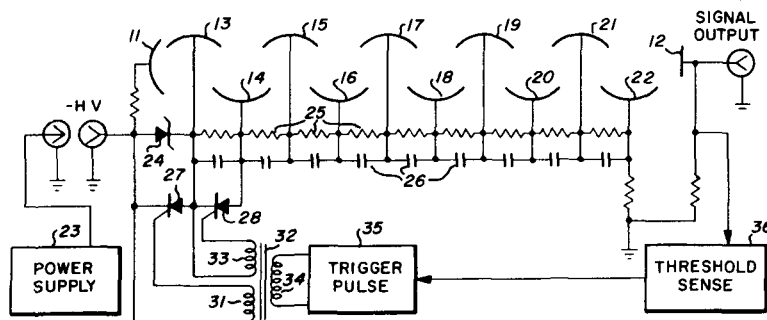 SIGNAL
OUTPUT
11
13
15
17
19
21
12
14
16
18
20
22
-HV
25
24
26
27
28
23
POWER
SUPPLY
33
32
31
34
35
TRIGGER
PULSE
36
THRESHOLD
SENSE